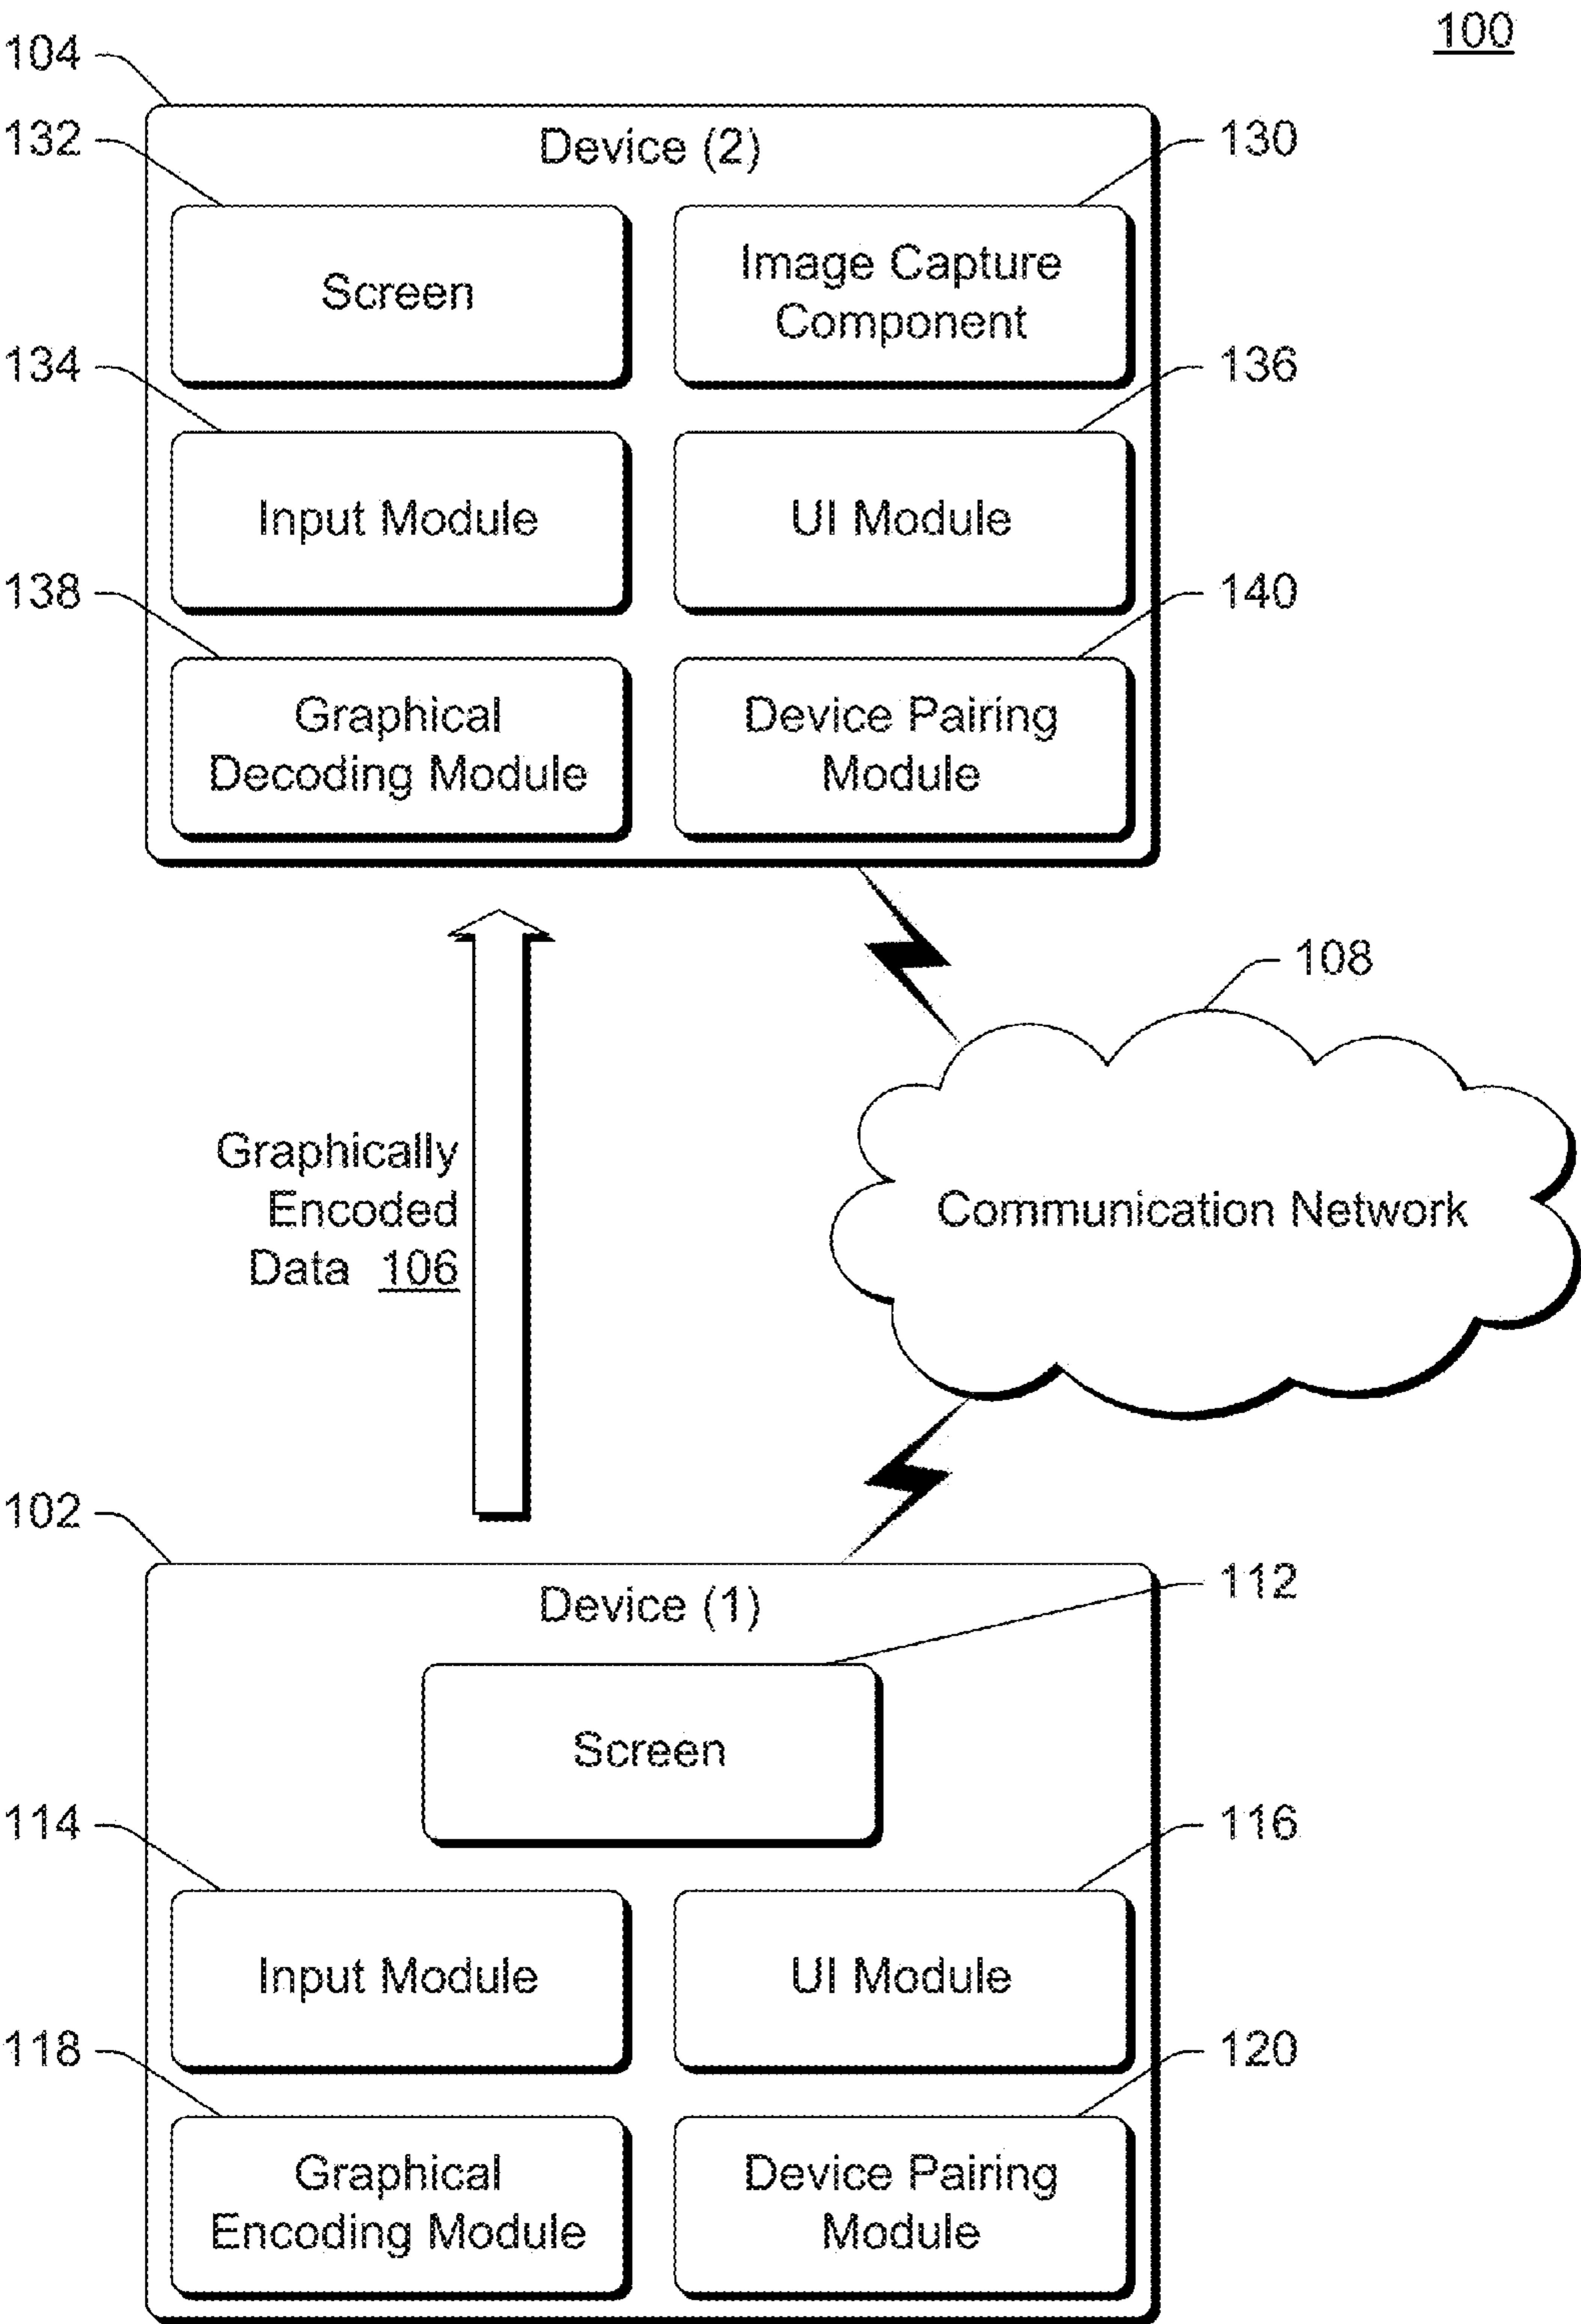 100
104
132
Device (2)
130
Screen
Image Capture
Component
134
136
Input Module
UI Module
138
140
Graphical
Decoding Module
Device Pairing
Module
108
Graphically
Encoded
Data 106
Communication Network
102
Device (1)
112
Screen
114
116
Input Module
UI Module
118
120
Graphical
Encoding Module
Device Pairing
Module